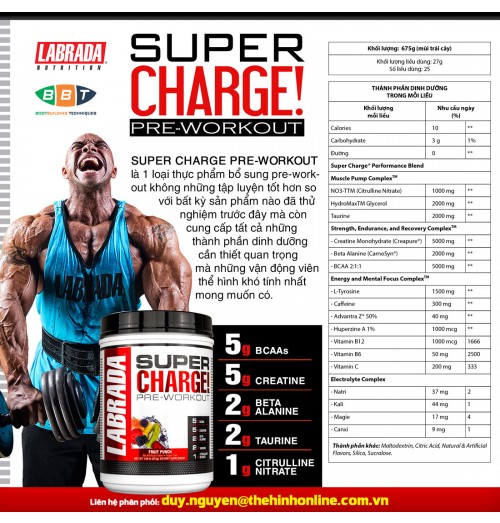 LABRADA
NUTRITION
BBT
BODYBUILDING TECHNIQUES
SUPER
CHARGE!
PRE-WORKOUT
SUPER CHARGE PRE-WORKOUT
là 1 loại thực phẩm bổ sung pre-work-
out không những tập luyện tốt hơn so
với bất kỳ sản phẩm nào đã thử
nghiệm trước đây mà còn
cung cấp tất cả những
thành phần dinh dưỡng
cần thiết quan trọng
mà những vận động viên
thể hình khó tính nhất
mong muốn có.
LABRADA
SUPER
CHARGE!
PRE-WORKOUT
FRUIT PUNCH
5g BCAAs
5g CREATINE
2g BETA ALANINE
2g TAURINE
1g CITRULLINE NITRATE
Khối lượng: 675g (mùi trái cây)
Khối lượng liều dùng: 27g
Số liều dùng: 25
THÀNH PHẦN DINH DƯỠNG
TRONG MỖI LIỀU
Khối lượng mỗi liều Nhu cầu ngày (%)
Calories 10 **
Carbohydrate 3 g 1%
Đường 0 **
Super Charge® Performance Blend
Muscle Pump Complex™
NO3-TTM (Citrulline Nitrate) 1000 mg **
HydroMaxTM Glycerol 2000 mg **
Taurine 2000 mg **
Strength, Endurance, and Recovery Complex™
- Creatine Monohydrate (Creapure®) 5000 mg **
- Beta Alanine (CarnoSyn®) 2000 mg **
- BCAA 2:1:1 5000 mg **
Energy and Mental Focus Complex™
- L-Tyrosine 1500 mg **
- Caffeine 300 mg **
- Advantra Z® 50% 40 mg **
- Huperzine A 1% 1000 mcg **
- Vitamin B12 1000 mcg 1666
- Vitamin B6 50 mg 2500
- Vitamin C 200 mg 333
Electrolyte Complex
- Natri 37 mg 2
- Kali 44 mg 1
- Magie 17 mg 4
- Canxi 9 mg 1
Thành phần khác: Maltodextrin, Citric Acid, Natural & Artificial
Flavors, Silica, Sucralose.
Liên hệ phân phối: duy.nguyen@thehinhonline.com.vn